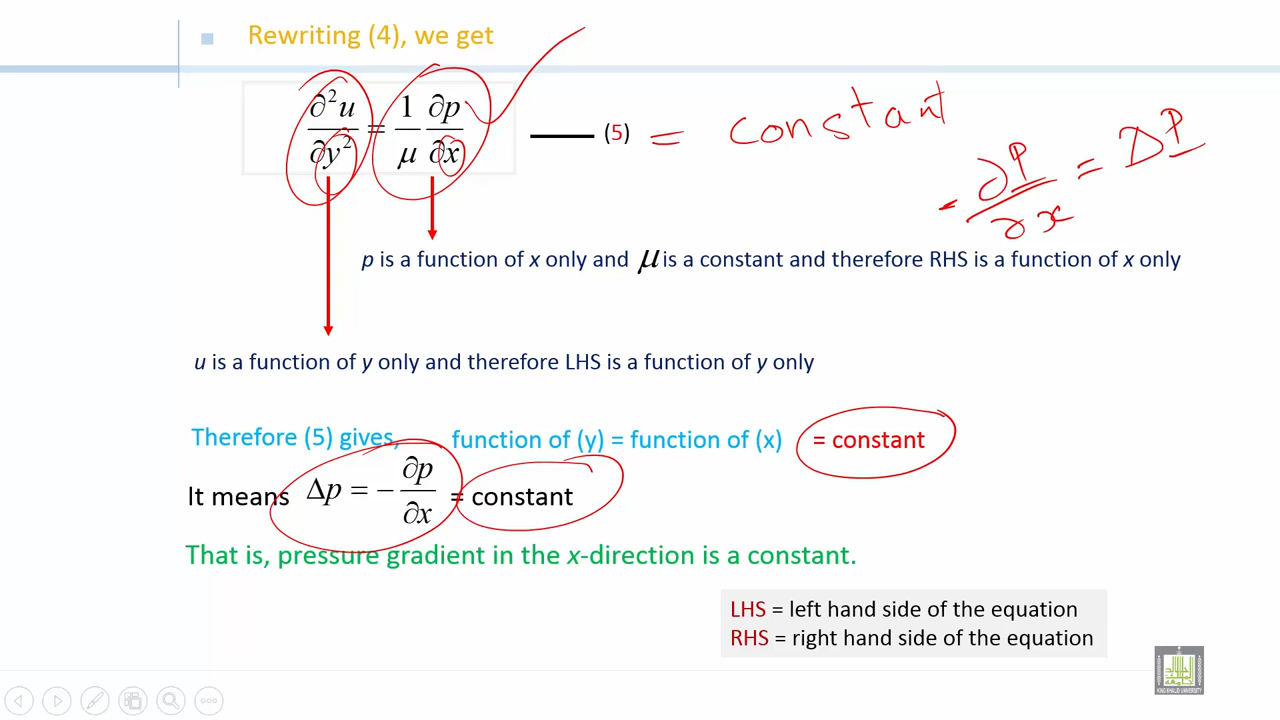 Rewriting (4), we get
∂²u/∂y² = 1/μ ∂p/∂x (5) = constant
- ∂P/∂x = ΔP
p is a function of x only and μ is a constant and therefore RHS is a function of x only
u is a function of y only and therefore LHS is a function of y only
Therefore (5) gives, function of (y) = function of (x) = constant
It means Δp = - ∂p/∂x = constant
That is, pressure gradient in the x-direction is a constant.
LHS = left hand side of the equation
RHS = right hand side of the equation
KING KHALID UNIVERSITY